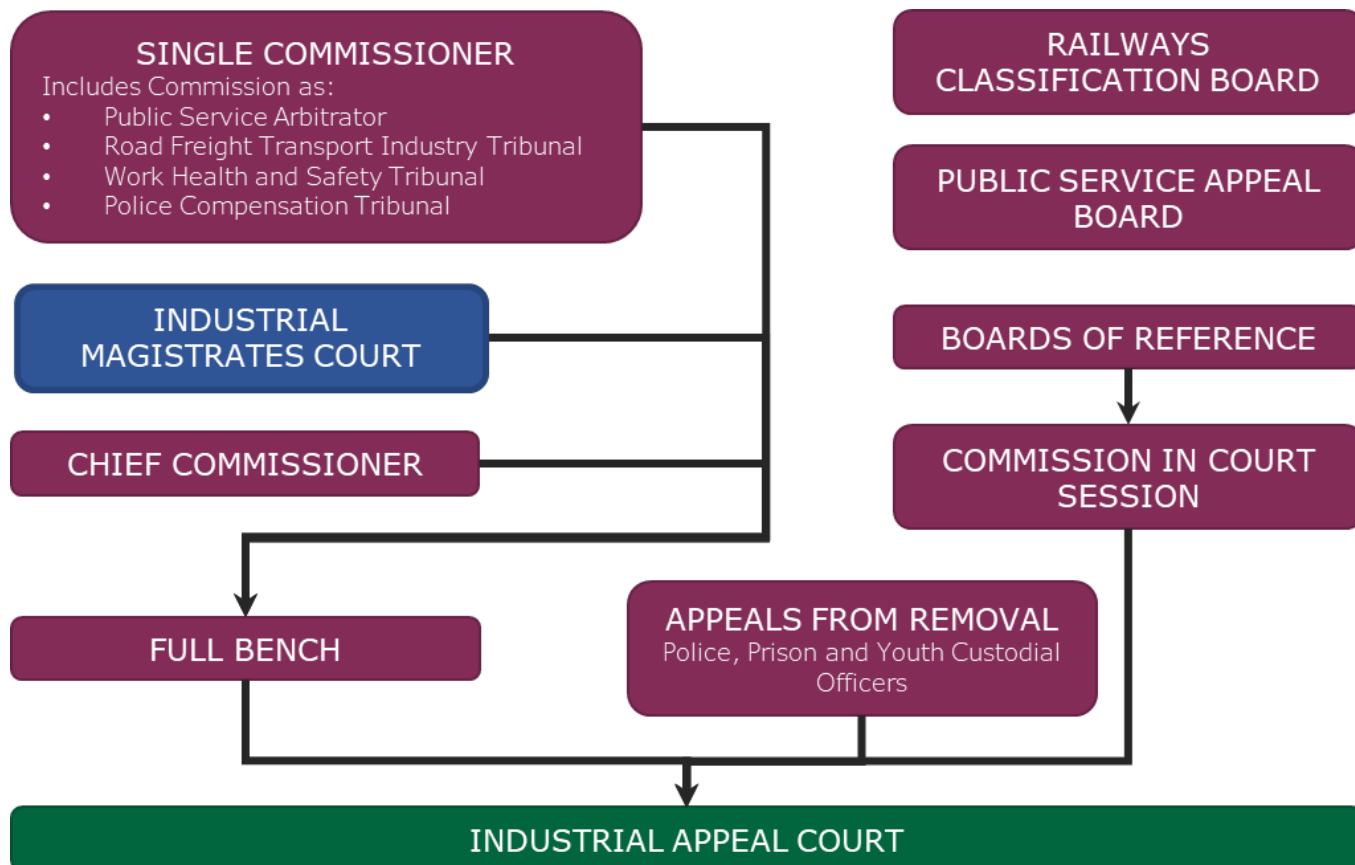 SINGLE COMMISSIONER
Includes Commission as:
• Public Service Arbitrator
• Road Freight Transport Industry Tribunal
• Work Health and Safety Tribunal
• Police Compensation Tribunal
RAILWAYS
CLASSIFICATION BOARD
PUBLIC SERVICE APPEAL
BOARD
INDUSTRIAL
MAGISTRATES COURT
BOARDS OF REFERENCE
CHIEF COMMISSIONER
COMMISSION IN COURT
SESSION
FULL BENCH
APPEALS FROM REMOVAL
Police, Prison and Youth Custodial
Officers
INDUSTRIAL APPEAL COURT